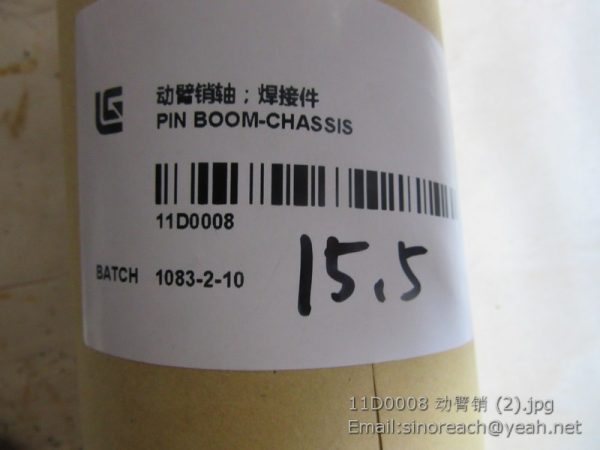 动臂销轴；焊接件
PIN BOOM-CHASSIS
11D0008
BATCH 1083-2-10
15.5
11D0008 动臂销 (2).jpg
Email:sinoreach@yeah.net